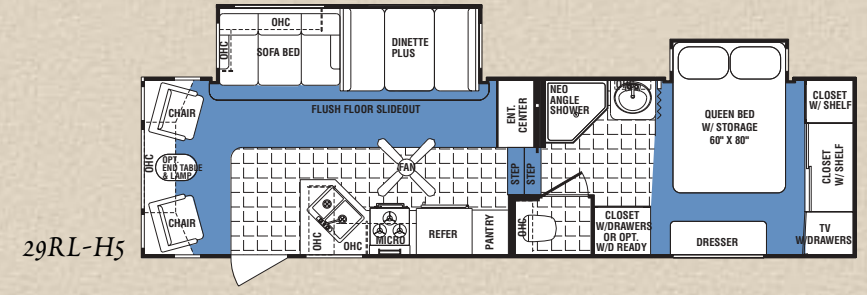 OHC
OHC
SOFA BED
DINETTE
PLUS
FLUSH FLOOR SLIDEOUT
CHAIR
OHC
OPT.
END TABLE
& LAMP
CHAIR
FAN
ENT.
CENTER
STEP
STEP
NEO
ANGLE
SHOWER
QUEEN BED
W/ STORAGE
60" X 80"
CLOSET
W/ SHELF
CLOSET
W/ SHELF
TV
W/DRAWERS
DRESSER
CLOSET
W/DRAWERS
OR OPT.
W/D READY
OHC
PANTRY
REFER
MICRO
OHC
OHC
29RL-H5